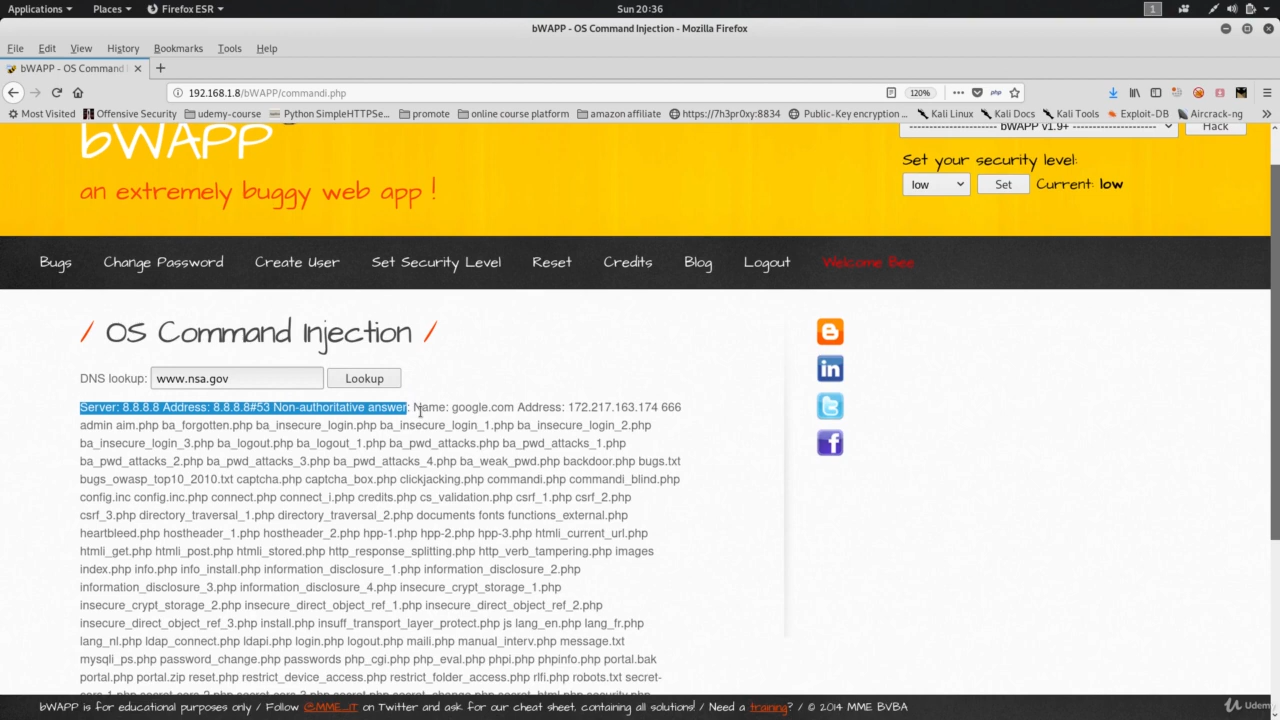 Applications Places Firefox ESR Sun 20:36 1
bWAPP - OS Command Injection - Mozilla Firefox
File Edit View History Bookmarks Tools Help
bWAPP - OS Command
192.168.1.8/bWAPP/commandi.php 120% php
Most Visited Offensive Security udemy-course Python SimpleHTTPSe… promote online course platform amazon affiliate https://7h3pr0xy:8834 Public-Key encryption … Kali Linux Kali Docs Kali Tools Exploit-DB Aircrack-ng
bWAPP
---------------------- bWAPP v1.9+ ---------------------- Hack
Set your security level:
an extremely buggy web app !
low Set Current: low
Bugs Change Password Create User Set Security Level Reset Credits Blog Logout Welcome Bee
/ OS Command Injection /
DNS lookup: www.nsa.gov Lookup
Server: 8.8.8.8 Address: 8.8.8.8#53 Non-authoritative answer: Name: google.com Address: 172.217.163.174 666
admin aim.php ba_forgotten.php ba_insecure_login.php ba_insecure_login_1.php ba_insecure_login_2.php
ba_insecure_login_3.php ba_logout.php ba_logout_1.php ba_pwd_attacks.php ba_pwd_attacks_1.php
ba_pwd_attacks_2.php ba_pwd_attacks_3.php ba_pwd_attacks_4.php ba_weak_pwd.php backdoor.php bugs.txt
bugs_owasp_top10_2010.txt captcha.php captcha_box.php clickjacking.php commandi.php commandi_blind.php
config.inc config.inc.php connect.php connect_i.php credits.php cs_validation.php csrf_1.php csrf_2.php
csrf_3.php directory_traversal_1.php directory_traversal_2.php documents fonts functions_external.php
heartbleed.php hostheader_1.php hostheader_2.php hpp-1.php hpp-2.php hpp-3.php htmli_current_url.php
htmli_get.php htmli_post.php htmli_stored.php http_response_splitting.php http_verb_tampering.php images
index.php info.php info_install.php information_disclosure_1.php information_disclosure_2.php
information_disclosure_3.php information_disclosure_4.php insecure_crypt_storage_1.php
insecure_crypt_storage_2.php insecure_direct_object_ref_1.php insecure_direct_object_ref_2.php
insecure_direct_object_ref_3.php install.php insuff_transport_layer_protect.php js lang_en.php lang_fr.php
lang_nl.php ldap_connect.php ldapi.php login.php logout.php maili.php manual_interv.php message.txt
mysqli_ps.php password_change.php passwords php_cgi.php php_eval.php phpi.php phpinfo.php portal.bak
portal.php portal.zip reset.php restrict_device_access.php restrict_folder_access.php rlfi.php robots.txt secret-
bWAPP is for educational purposes only / Follow @MME_IT on Twitter and ask for our cheat sheet, containing all solutions! / Need a training? / © 2014 MME BVBA
Udemy